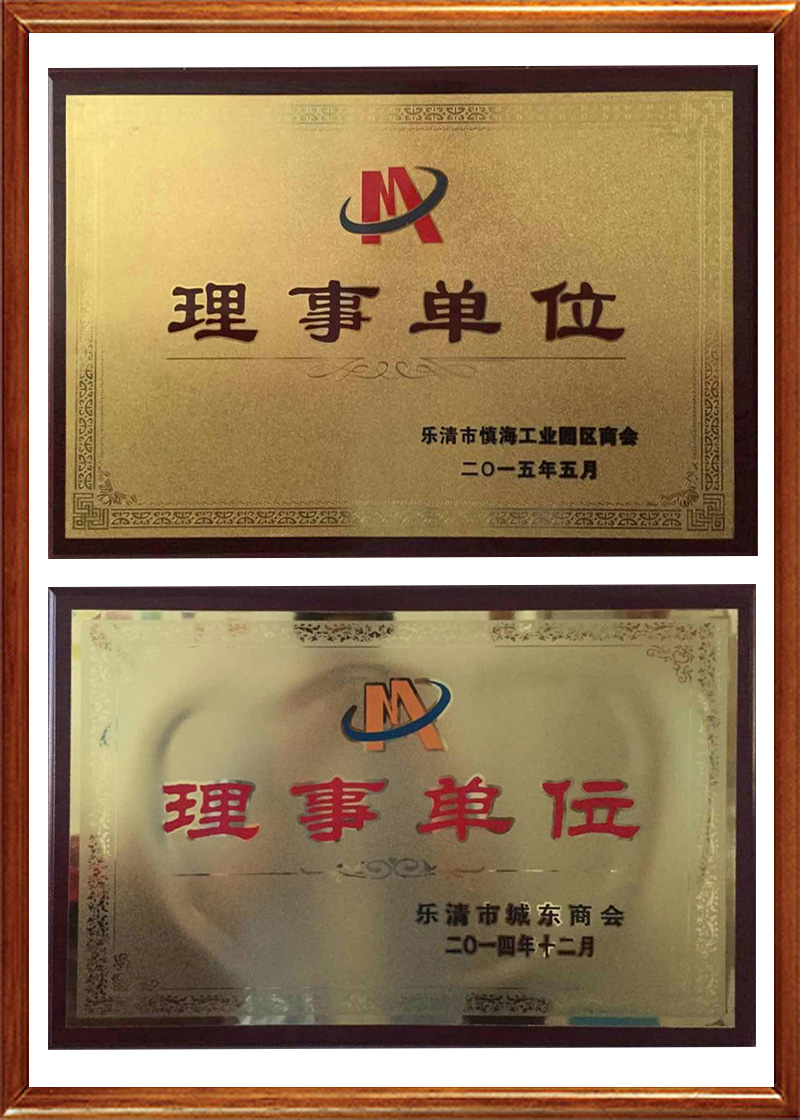 理事单位
乐清市慎海工业园区商会
二〇一五年五月
理事单位
乐清市城东商会
二〇一四年十二月